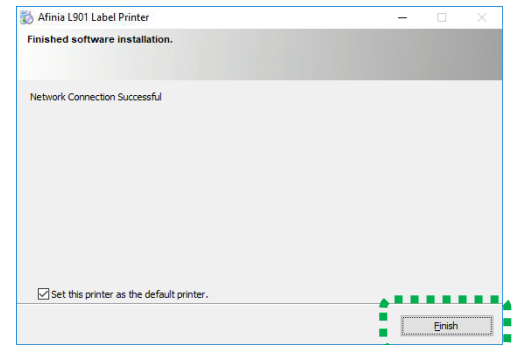 Afinia L901 Label Printer
Finished software installation.
Network Connection Successful
Set this printer as the default printer.
Finish